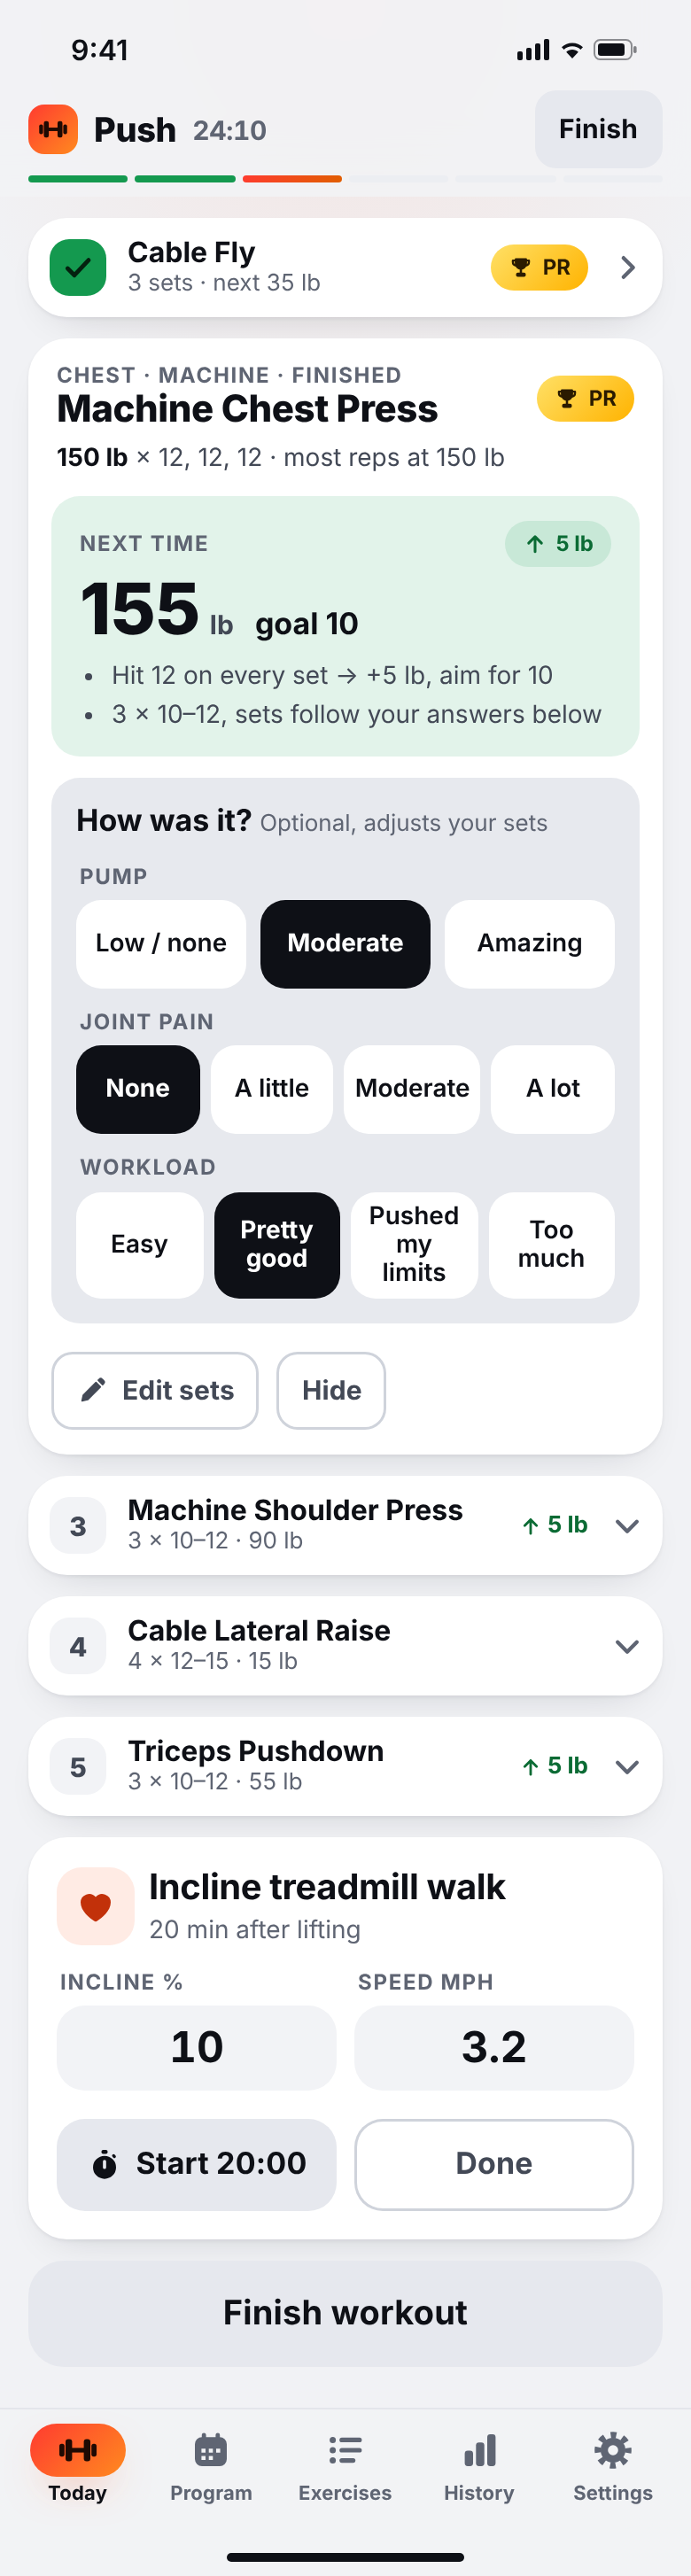 9:41
Push 24:10
Finish
Cable Fly
3 sets · next 35 lb
PR
CHEST · MACHINE · FINISHED
Machine Chest Press
PR
150 lb × 12, 12, 12 · most reps at 150 lb
NEXT TIME
↑ 5 lb
155 lb goal 10
• Hit 12 on every set → +5 lb, aim for 10
• 3 × 10–12, sets follow your answers below
How was it? Optional, adjusts your sets
PUMP
Low / none
Moderate
Amazing
JOINT PAIN
None
A little
Moderate
A lot
WORKLOAD
Easy
Pretty
good
Pushed
my
limits
Too
much
Edit sets
Hide
3
Machine Shoulder Press
3 × 10–12 · 90 lb
↑ 5 lb
4
Cable Lateral Raise
4 × 12–15 · 15 lb
5
Triceps Pushdown
3 × 10–12 · 55 lb
↑ 5 lb
Incline treadmill walk
20 min after lifting
INCLINE %
SPEED MPH
10
3.2
Start 20:00
Done
Finish workout
Today
Program
Exercises
History
Settings